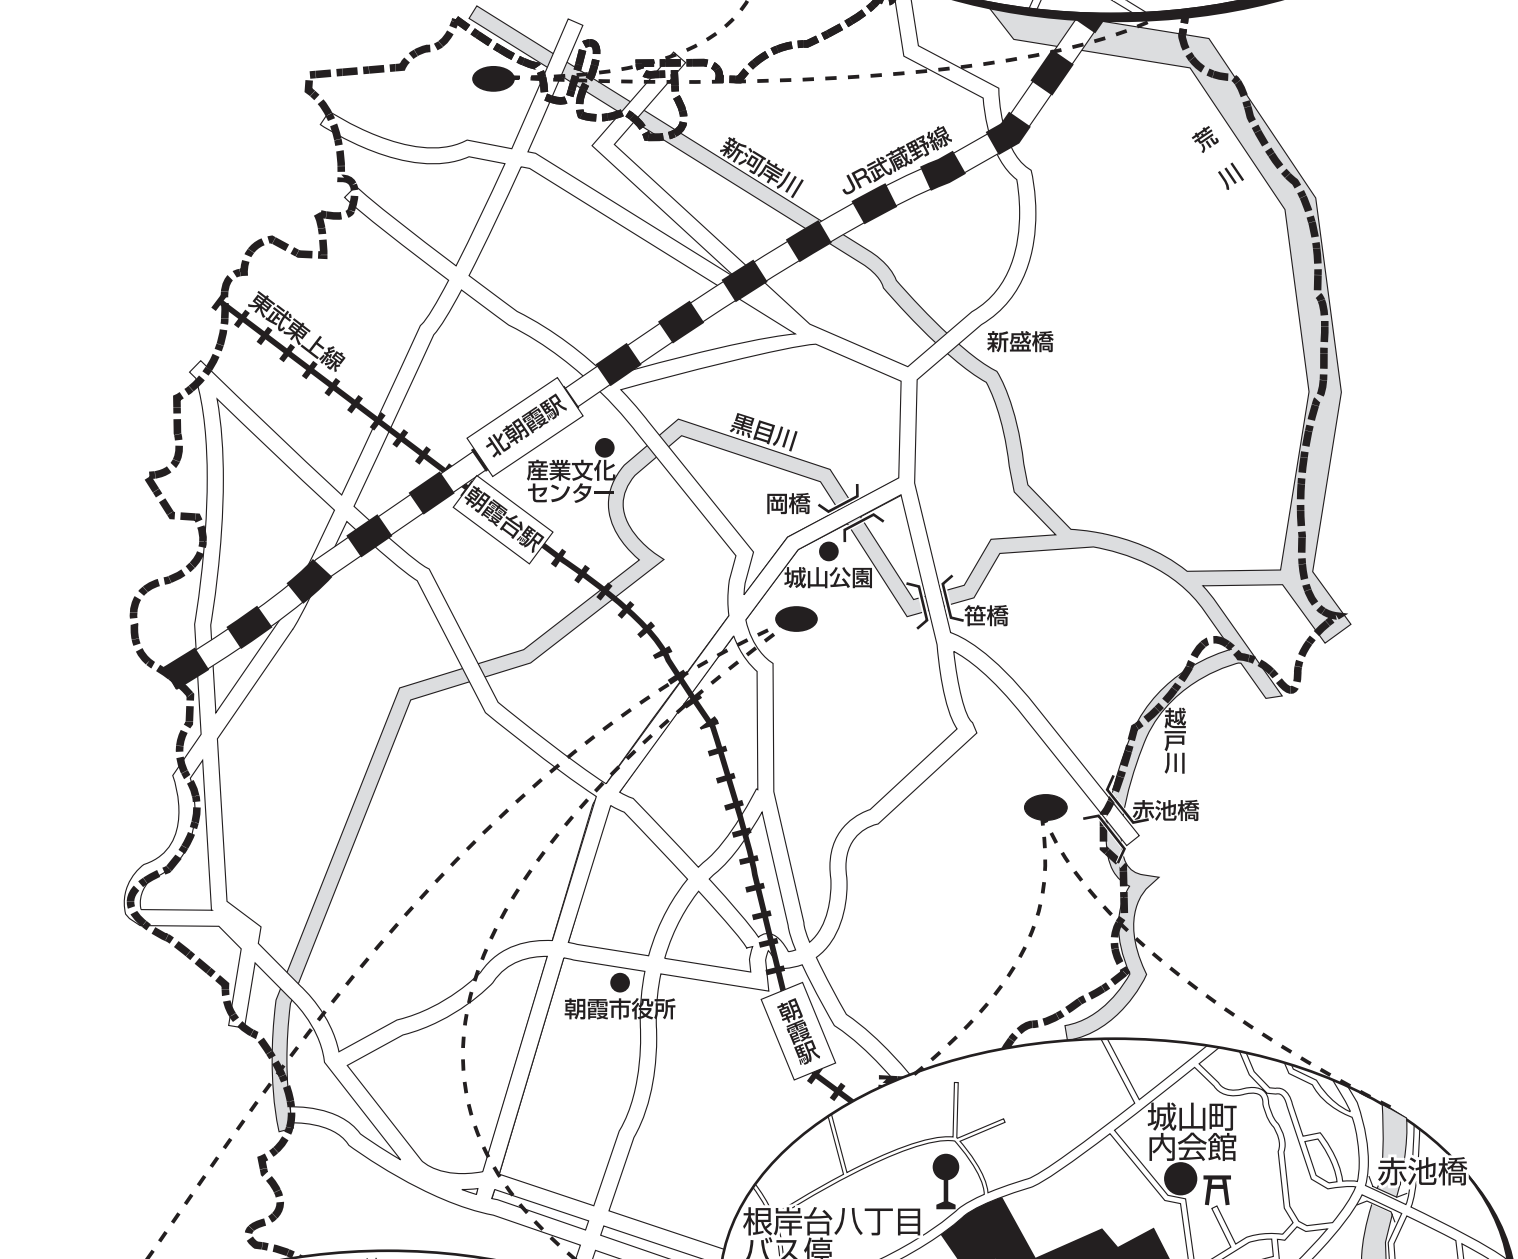 新河岸川
JR武蔵野線
荒川
東武東上線
新盛橋
北朝霞駅
黒目川
産業文化
センター
朝霞台駅
岡橋
城山公園
笹橋
越戸川
赤池橋
朝霞市役所
朝霞駅
城山町
内会館
赤池橋
根岸台八丁目
バス停